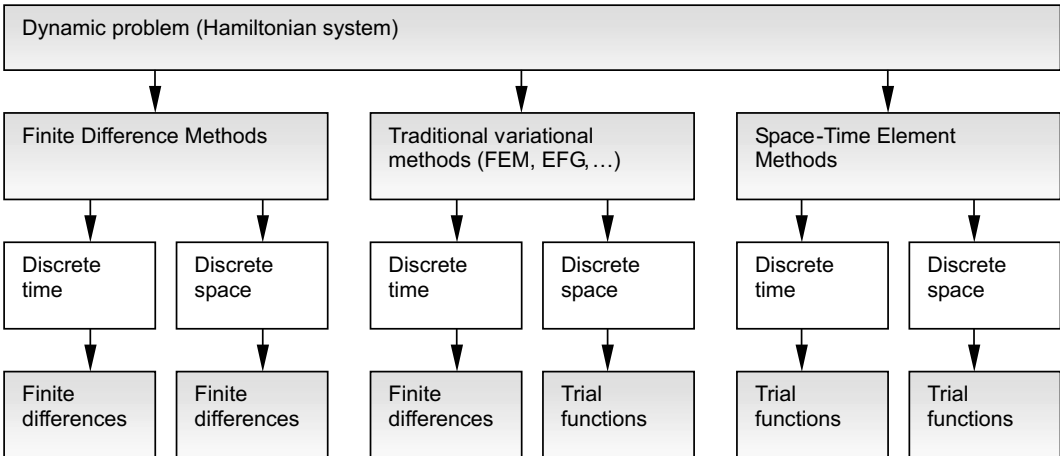 Dynamic problem (Hamiltonian system)
Finite Difference Methods
Traditional variational
methods (FEM, EFG, …)
Space-Time Element
Methods
Discrete
time
Discrete
space
Discrete
time
Discrete
space
Discrete
time
Discrete
space
Finite
differences
Finite
differences
Finite
differences
Trial
functions
Trial
functions
Trial
functions